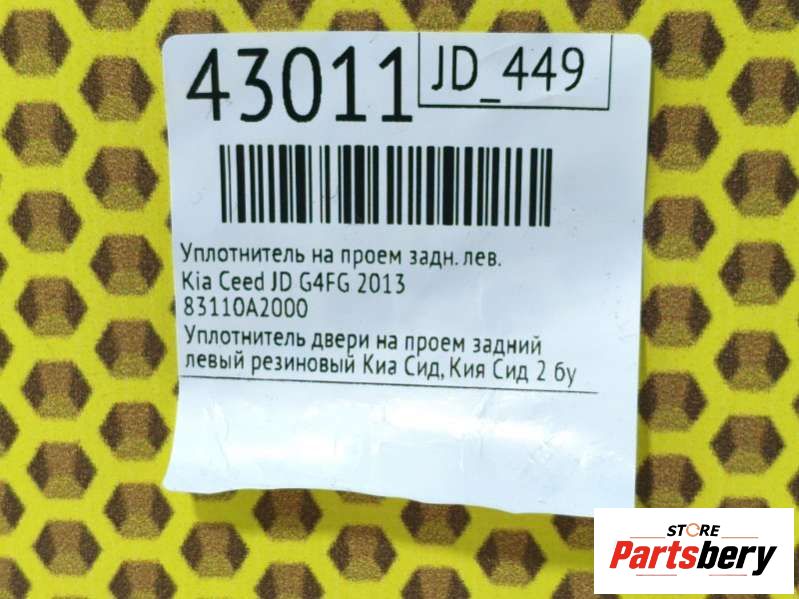 43011
JD_449
Уплотнитель на проем задн. лев.
Kia Ceed JD G4FG 2013
83110A2000
Уплотнитель двери на проем задний
левый резиновый Киа Сид, Кия Сид 2 бу
STORE
Partsbery